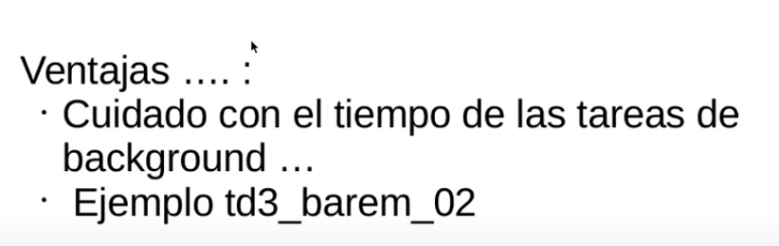 Ventajas .... :
· Cuidado con el tiempo de las tareas de
background ...
· Ejemplo td3_barem_02